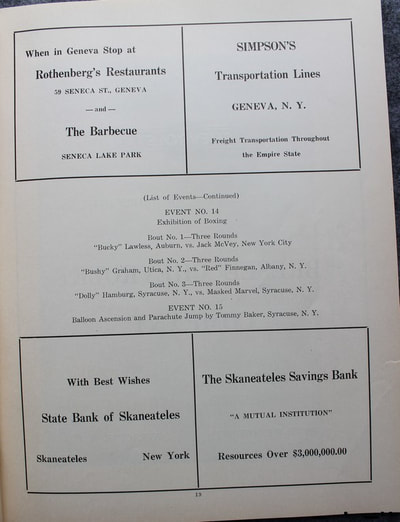 When in Geneva Stop at
Rothenberg's Restaurants
59 SENECA ST., GENEVA
—and—
The Barbecue
SENECA LAKE PARK
SIMPSON'S
Transportation Lines
GENEVA, N. Y.
Freight Transportation Throughout
the Empire State
(List of Events—Continued)
EVENT NO. 14
Exhibition of Boxing
Bout No. 1—Three Rounds
"Bucky" Lawless, Auburn, vs. Jack McVey, New York City
Bout No. 2—Three Rounds
"Bushy" Graham, Utica, N. Y., vs. "Red" Finnegan, Albany, N. Y.
Bout No. 3—Three Rounds
"Dolly" Hamburg, Syracuse, N. Y., vs. Masked Marvel, Syracuse, N. Y.
EVENT NO. 15
Balloon Ascension and Parachute Jump by Tommy Baker, Syracuse, N. Y.
With Best Wishes
State Bank of Skaneateles
Skaneateles New York
The Skaneateles Savings Bank
"A MUTUAL INSTITUTION"
Resources Over $3,000,000.00